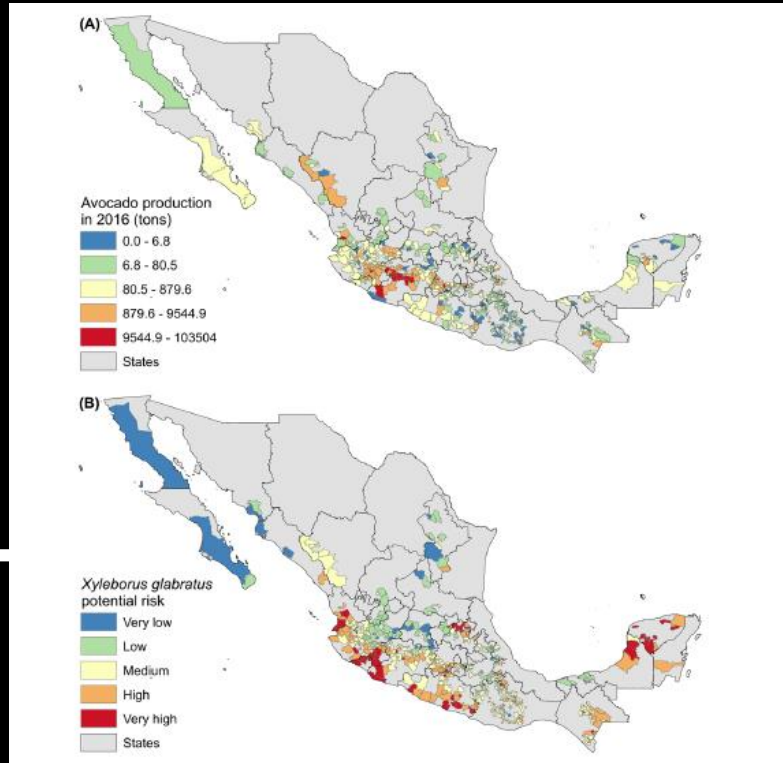 (A)
Avocado production
in 2016 (tons)
0.0 - 6.8
6.8 - 80.5
80.5 - 879.6
879.6 - 9544.9
9544.9 - 103504
States
(B)
Xyleborus glabratus
potential risk
Very low
Low
Medium
High
Very high
States